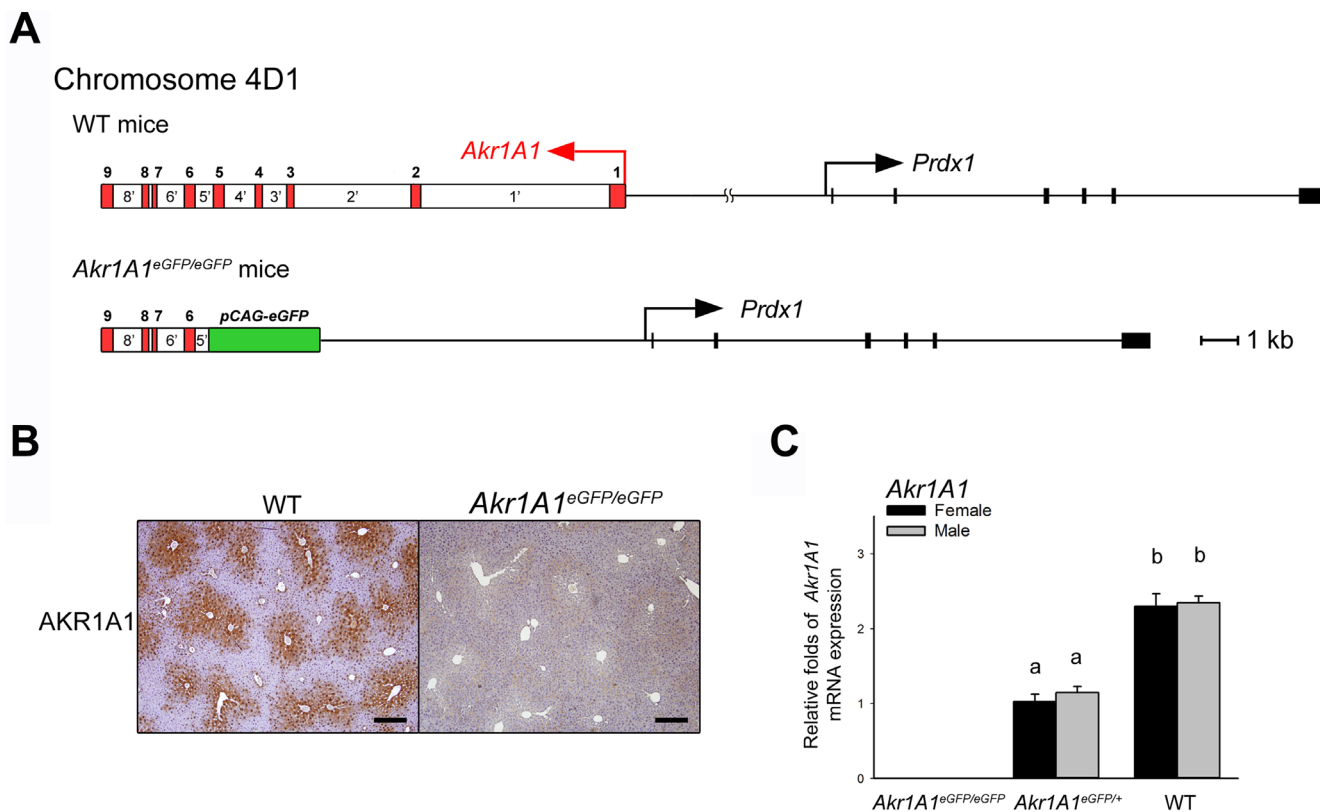 A
Chromosome 4D1
WT mice
Akr1A1
Prdx1
9 8 7 6 5 4 3 2 1
8’ 6’ 5’ 4’ 3’ 2’ 1’
Akr1A1eGFP/eGFP mice
Prdx1
9 8 7 6 pCAG-eGFP
8’ 6’ 5’
1 kb
B
WT Akr1A1eGFP/eGFP
AKR1A1
C
Akr1A1
Female
Male
Relative folds of Akr1A1
mRNA expression
3
2
1
0
a a b b
Akr1A1eGFP/eGFP Akr1A1eGFP/+ WT